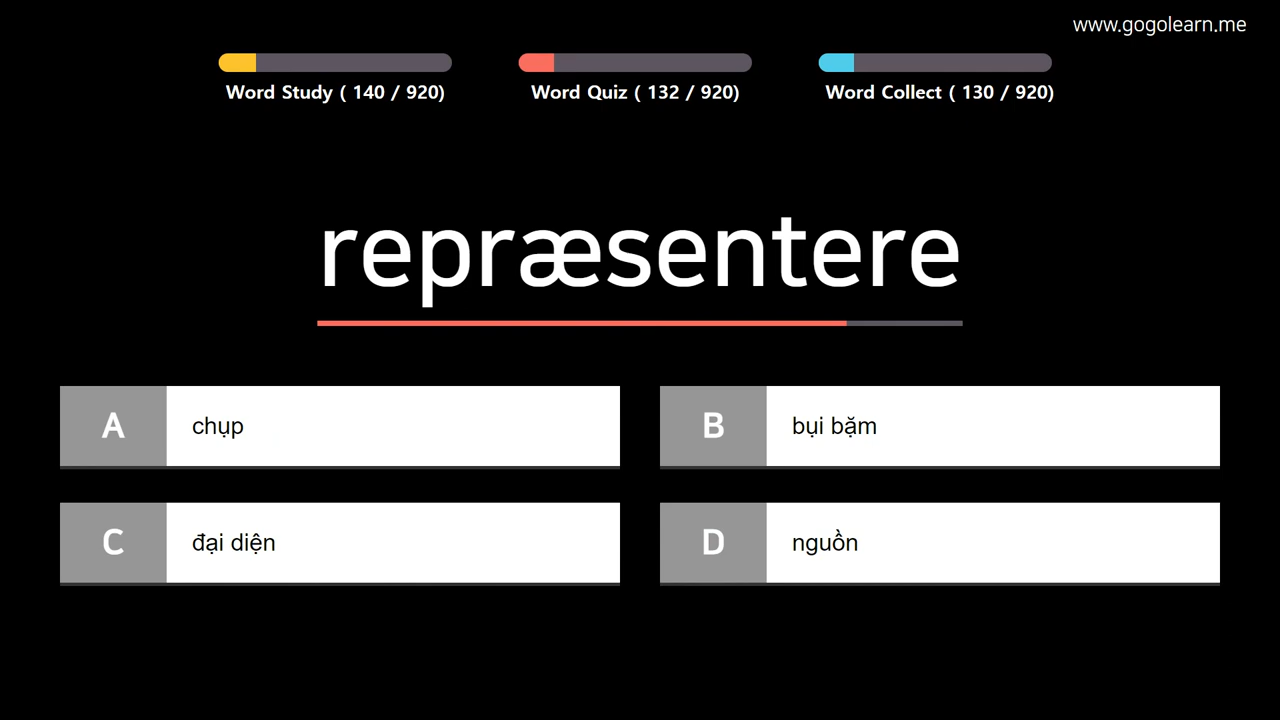 www.gogolearn.me
Word Study ( 140 / 920)
Word Quiz ( 132 / 920)
Word Collect ( 130 / 920)
repræsentere
A chụp
B bụi bặm
C đại diện
D nguồn